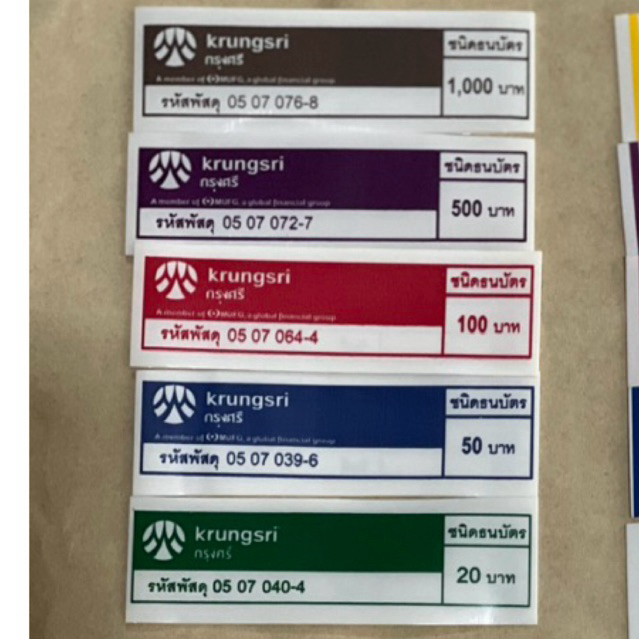 krungsri
กรุงศรี
A member of MUFG, a global financial group
รหัสพัสดุ 05 07 076-8
ชนิดธนบัตร
1,000 บาท
krungsri
กรุงศรี
A member of MUFG, a global financial group
รหัสพัสดุ 05 07 072-7
ชนิดธนบัตร
500 บาท
krungsri
กรุงศรี
A member of MUFG, a global financial group
รหัสพัสดุ 05 07 064-4
ชนิดธนบัตร
100 บาท
krungsri
กรุงศรี
A member of MUFG, a global financial group
รหัสพัสดุ 05 07 039-6
ชนิดธนบัตร
50 บาท
krungsri
กรุงศรี
รหัสพัสดุ 05 07 040-4
ชนิดธนบัตร
20 บาท